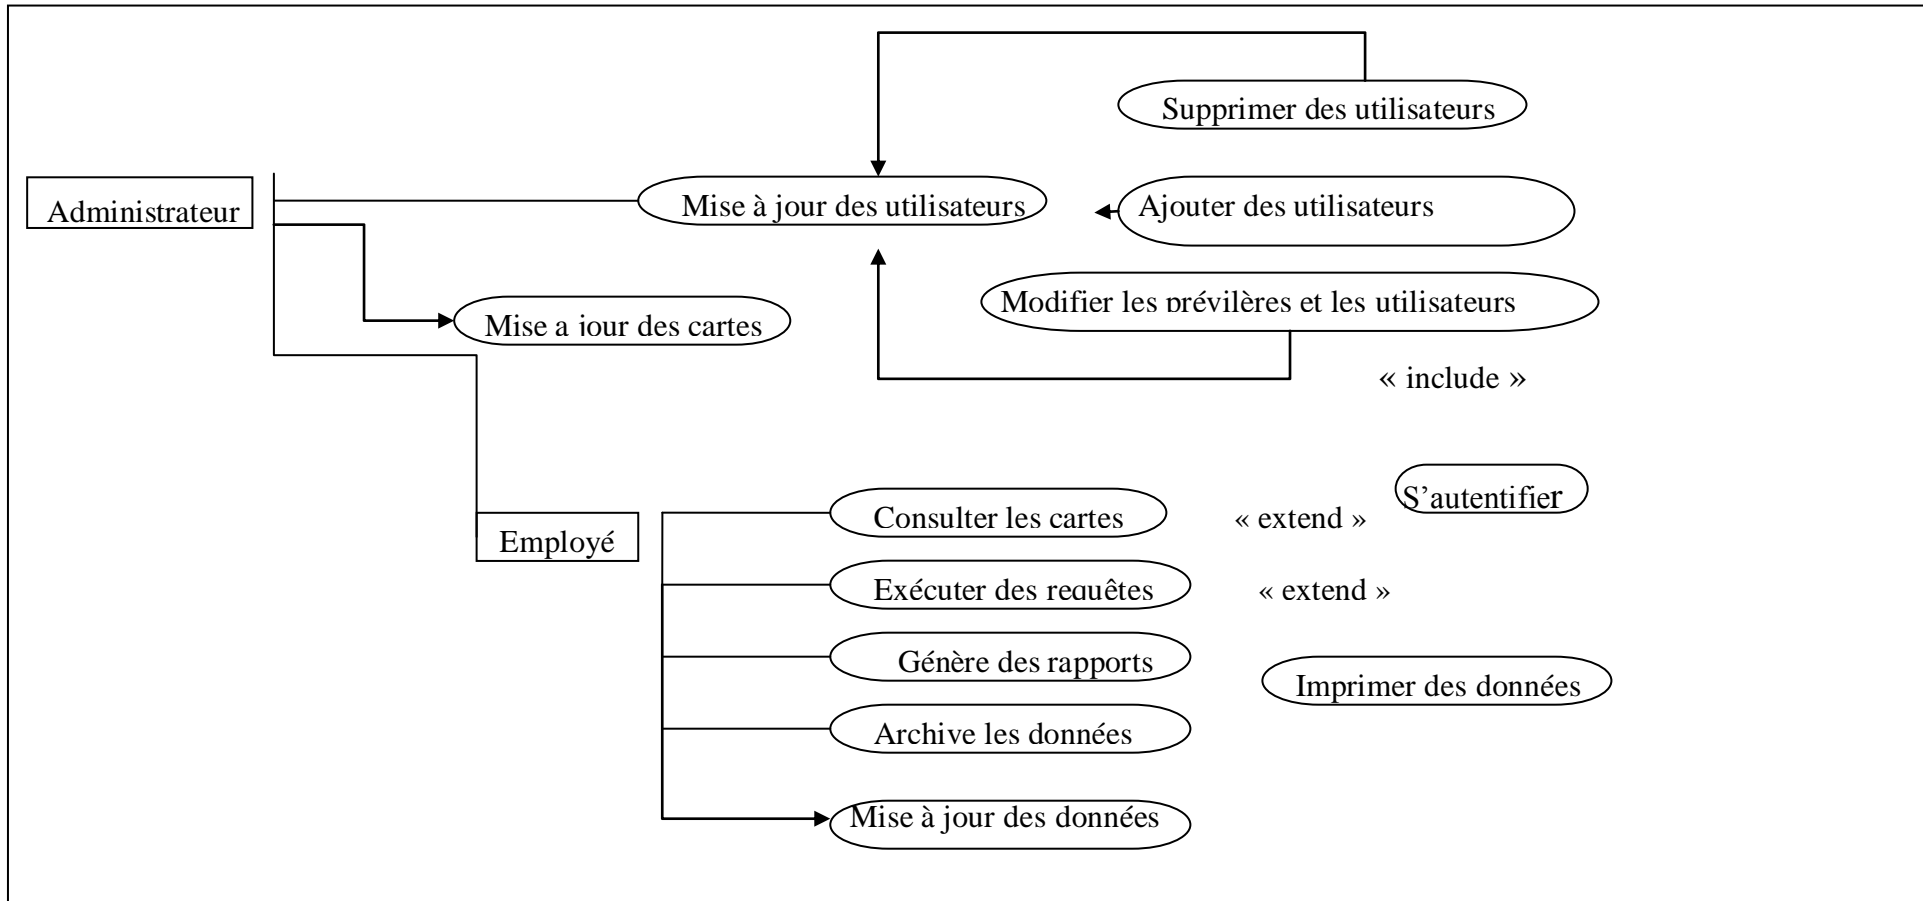 Supprimer des utilisateurs
Administrateur
Mise à jour des utilisateurs
Ajouter des utilisateurs
Modifier les prévilères et les utilisateurs
Mise a jour des cartes
« include »
S’autentifier
Consulter les cartes
« extend »
Employé
Exécuter des requêtes
« extend »
Génère des rapports
Imprimer des données
Archive les données
Mise à jour des données